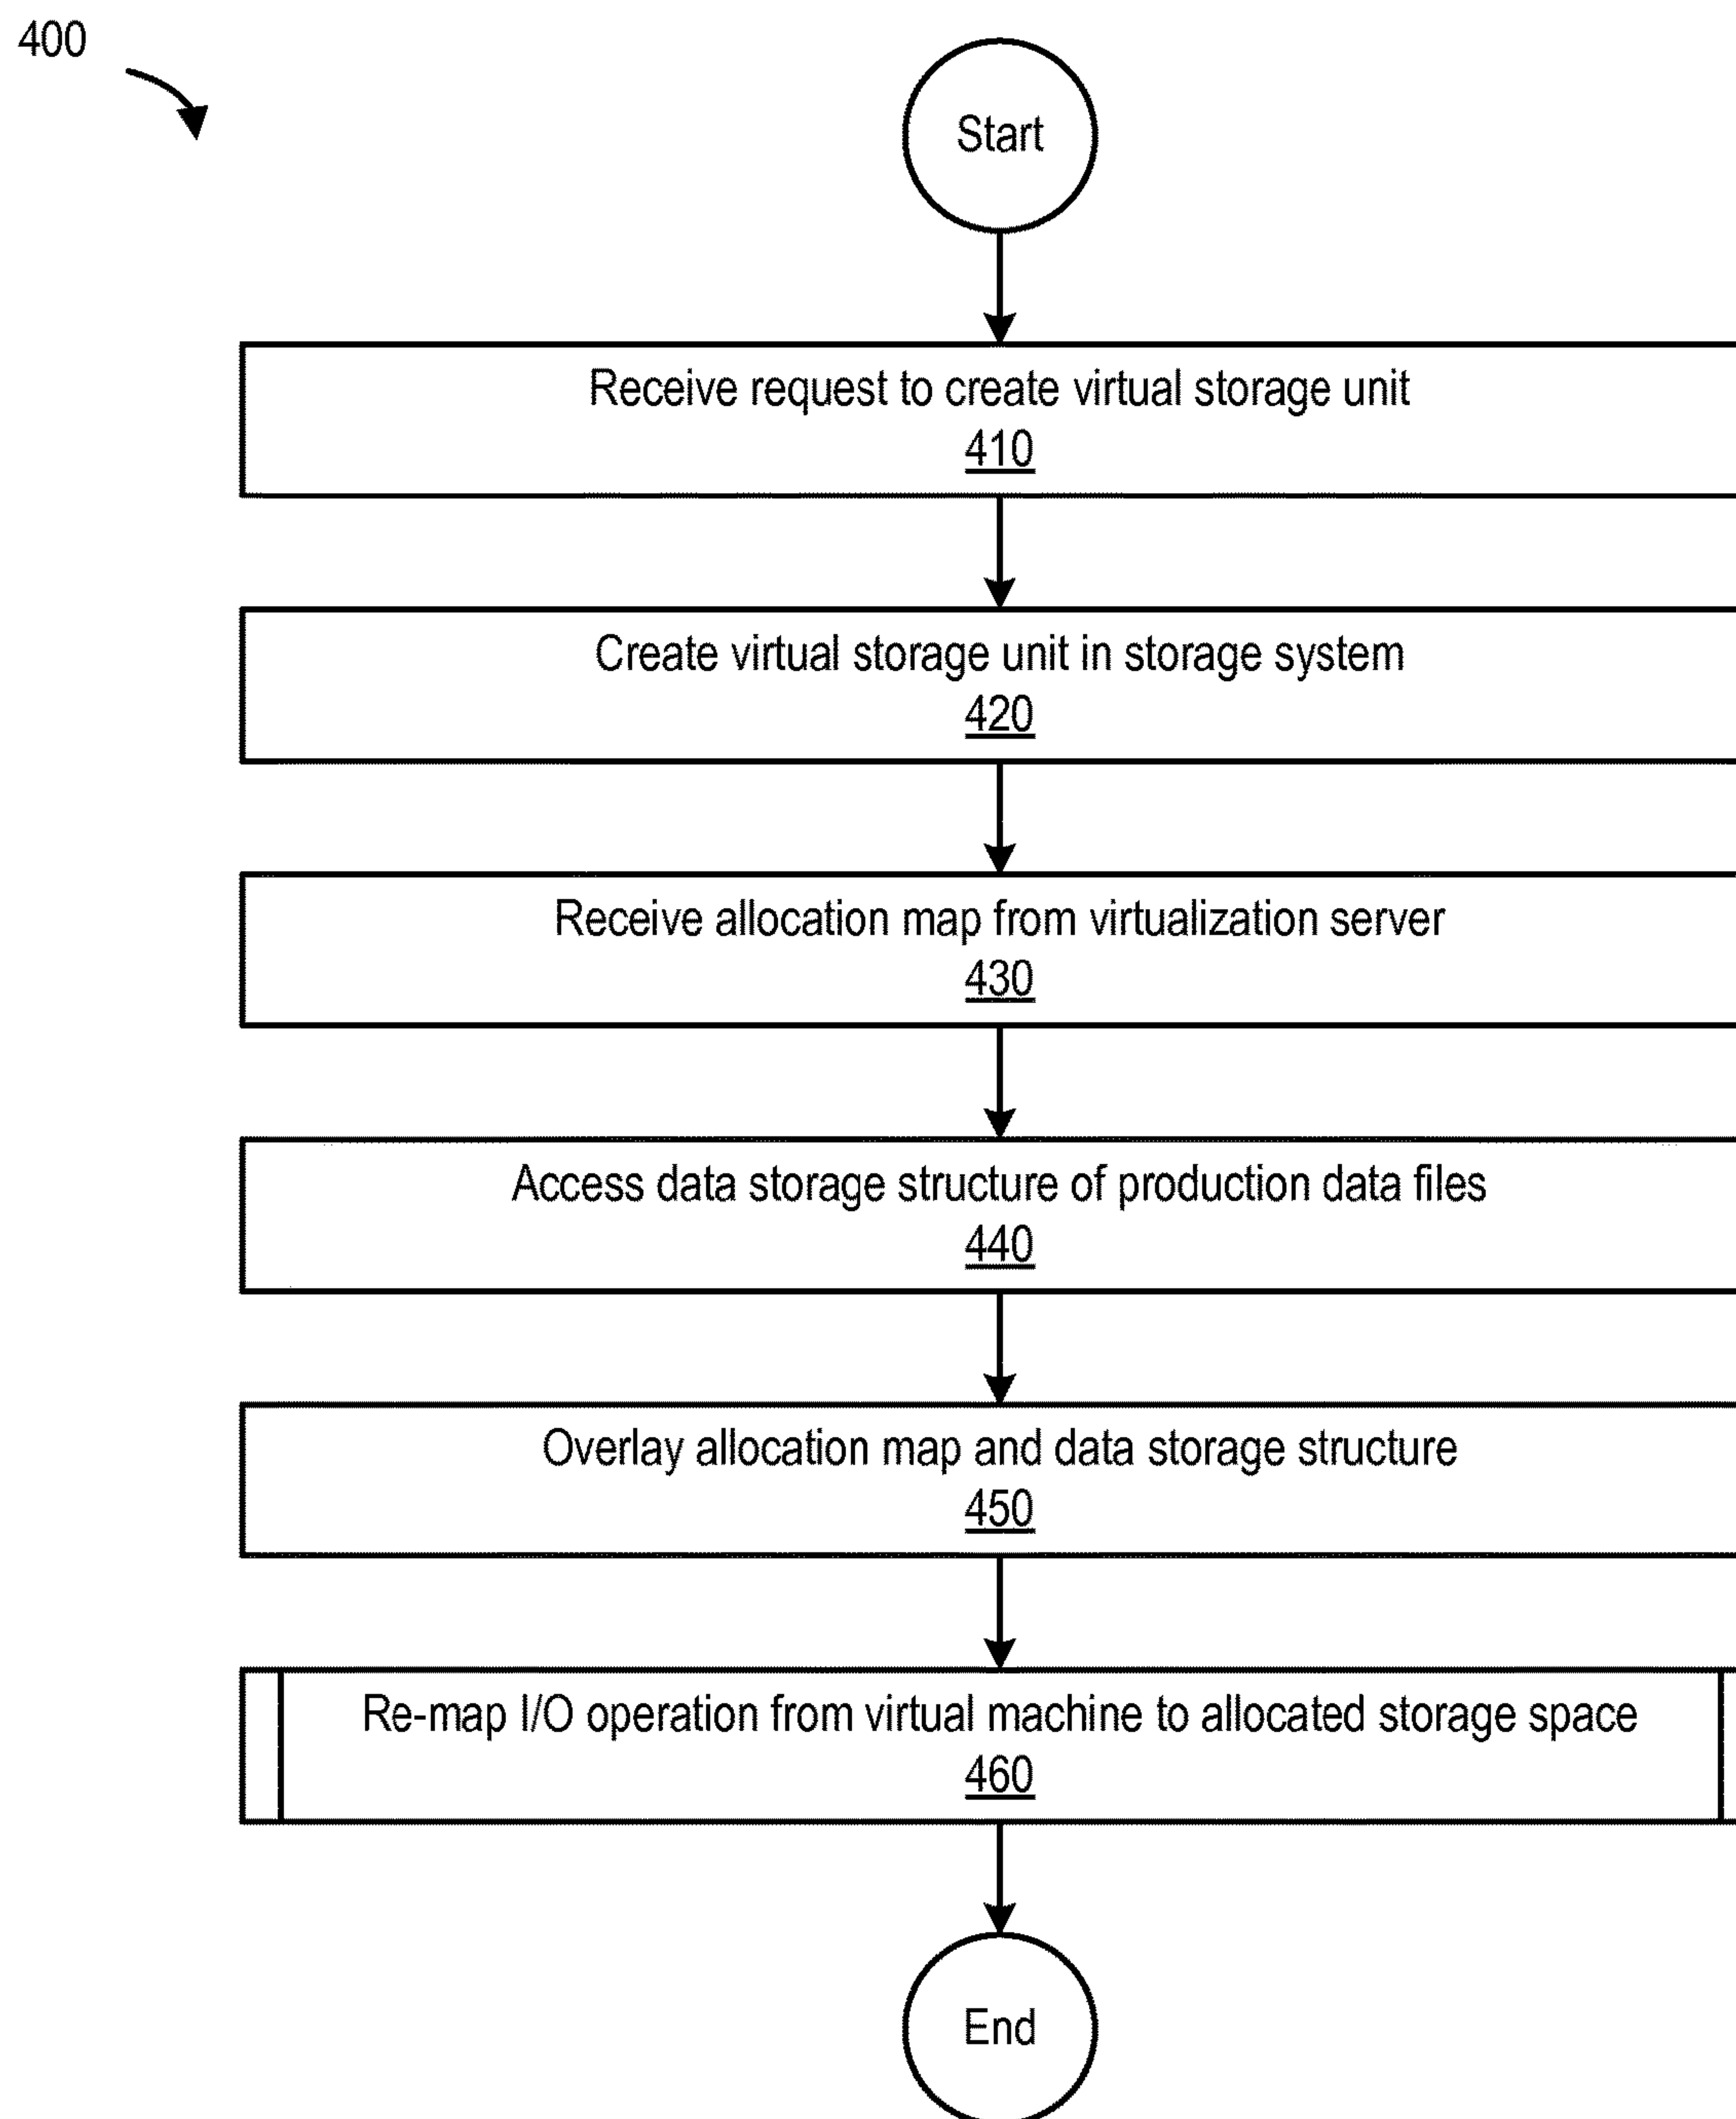 400
Start
Receive request to create virtual storage unit
410
Create virtual storage unit in storage system
420
Receive allocation map from virtualization server
430
Access data storage structure of production data files
440
Overlay allocation map and data storage structure
450
Re-map I/O operation from virtual machine to allocated storage space
460
End